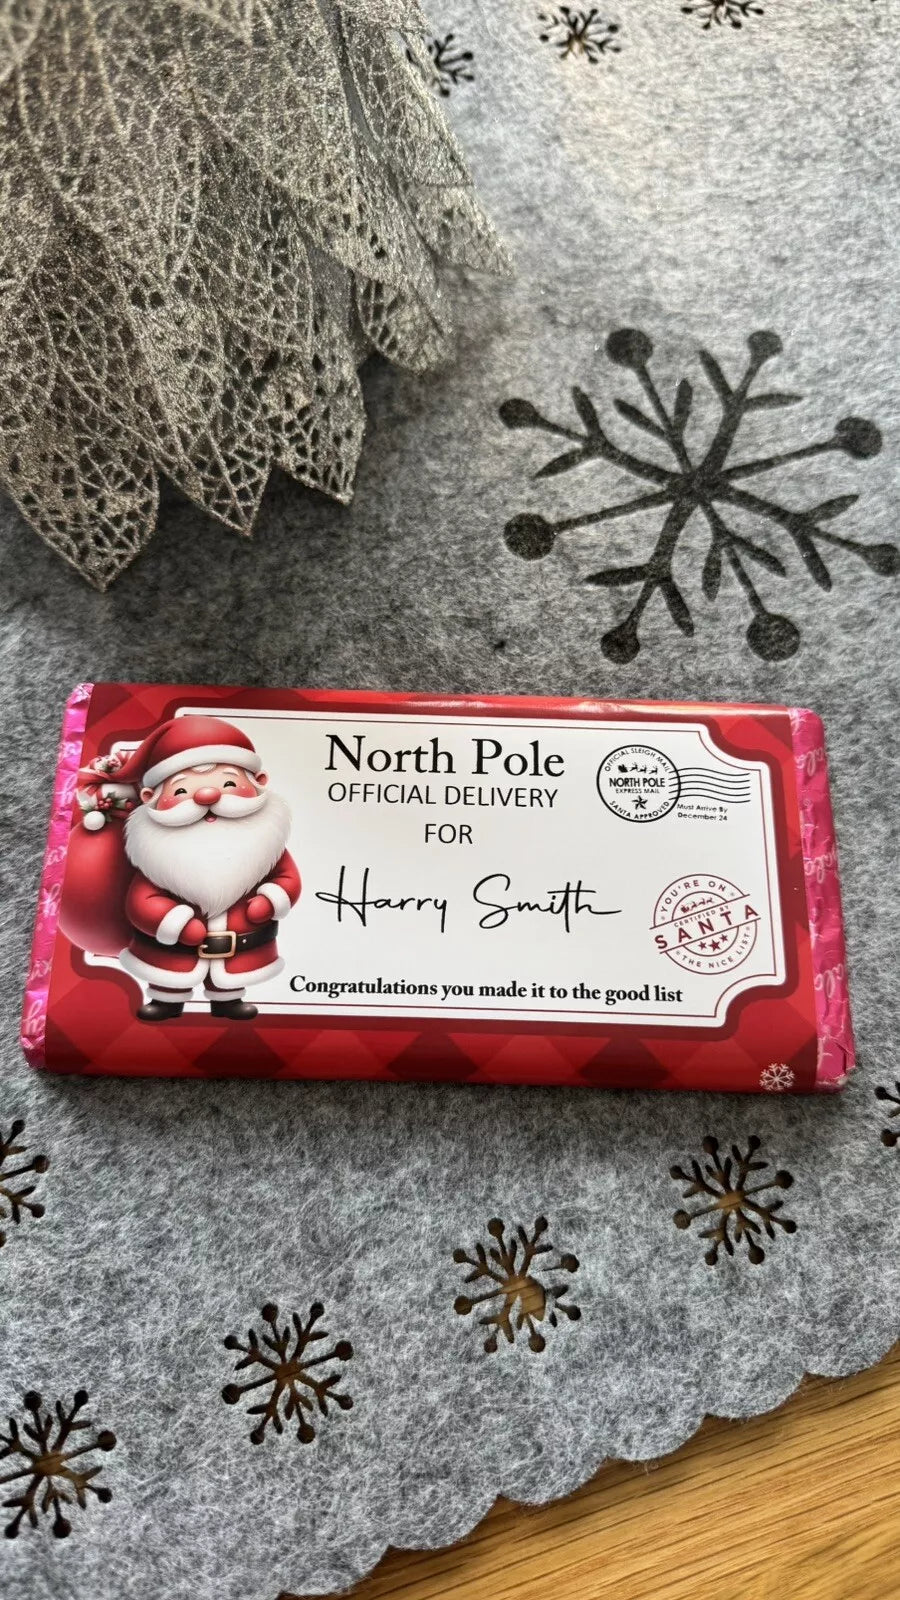 North Pole
OFFICIAL DELIVERY
FOR
Harry Smith
Congratulations you made it to the good list
OFFICIAL SLEIGH MAIL
NORTH POLE
EXPRESS MAIL
SANTA APPROVED
Must Arrive By
December 24
YOU'RE ON
CERTIFIED BY
SANTA
THE NICE LIST